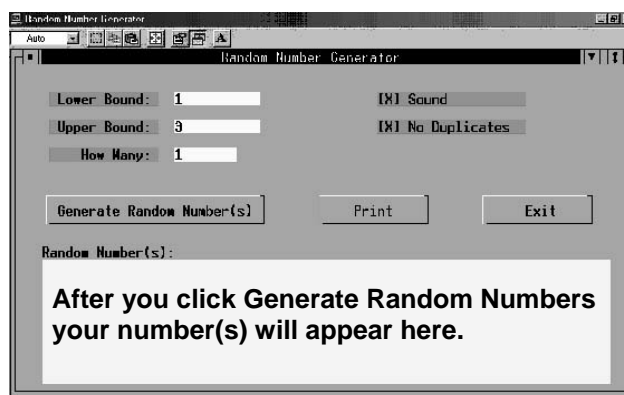 Random Number Generator
Auto
A
Random Number Generator
Lower Bound: 1
[X] Sound
Upper Bound: 3
[X] No Duplicates
How Many: 1
Generate Random Number(s)
Print
Exit
Random Number(s):
After you click Generate Random Numbers
your number(s) will appear here.